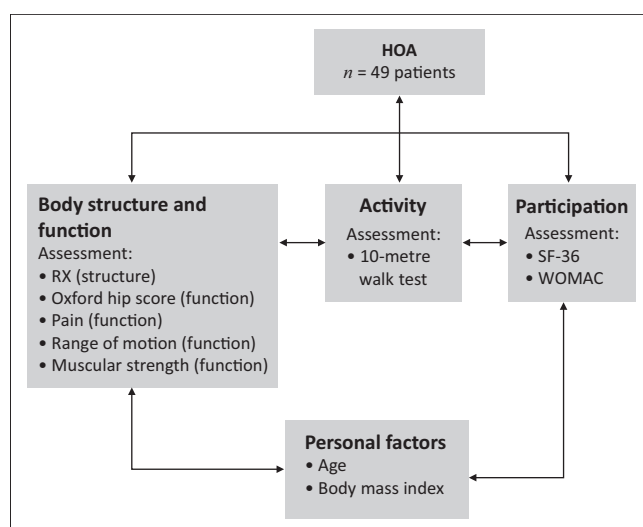 HOA
n = 49 patients
Body structure and
function
Assessment:
• RX (structure)
• Oxford hip score (function)
• Pain (function)
• Range of motion (function)
• Muscular strength (function)
Activity
Assessment:
• 10-metre
walk test
Participation
Assessment:
• SF-36
• WOMAC
Personal factors
• Age
• Body mass index